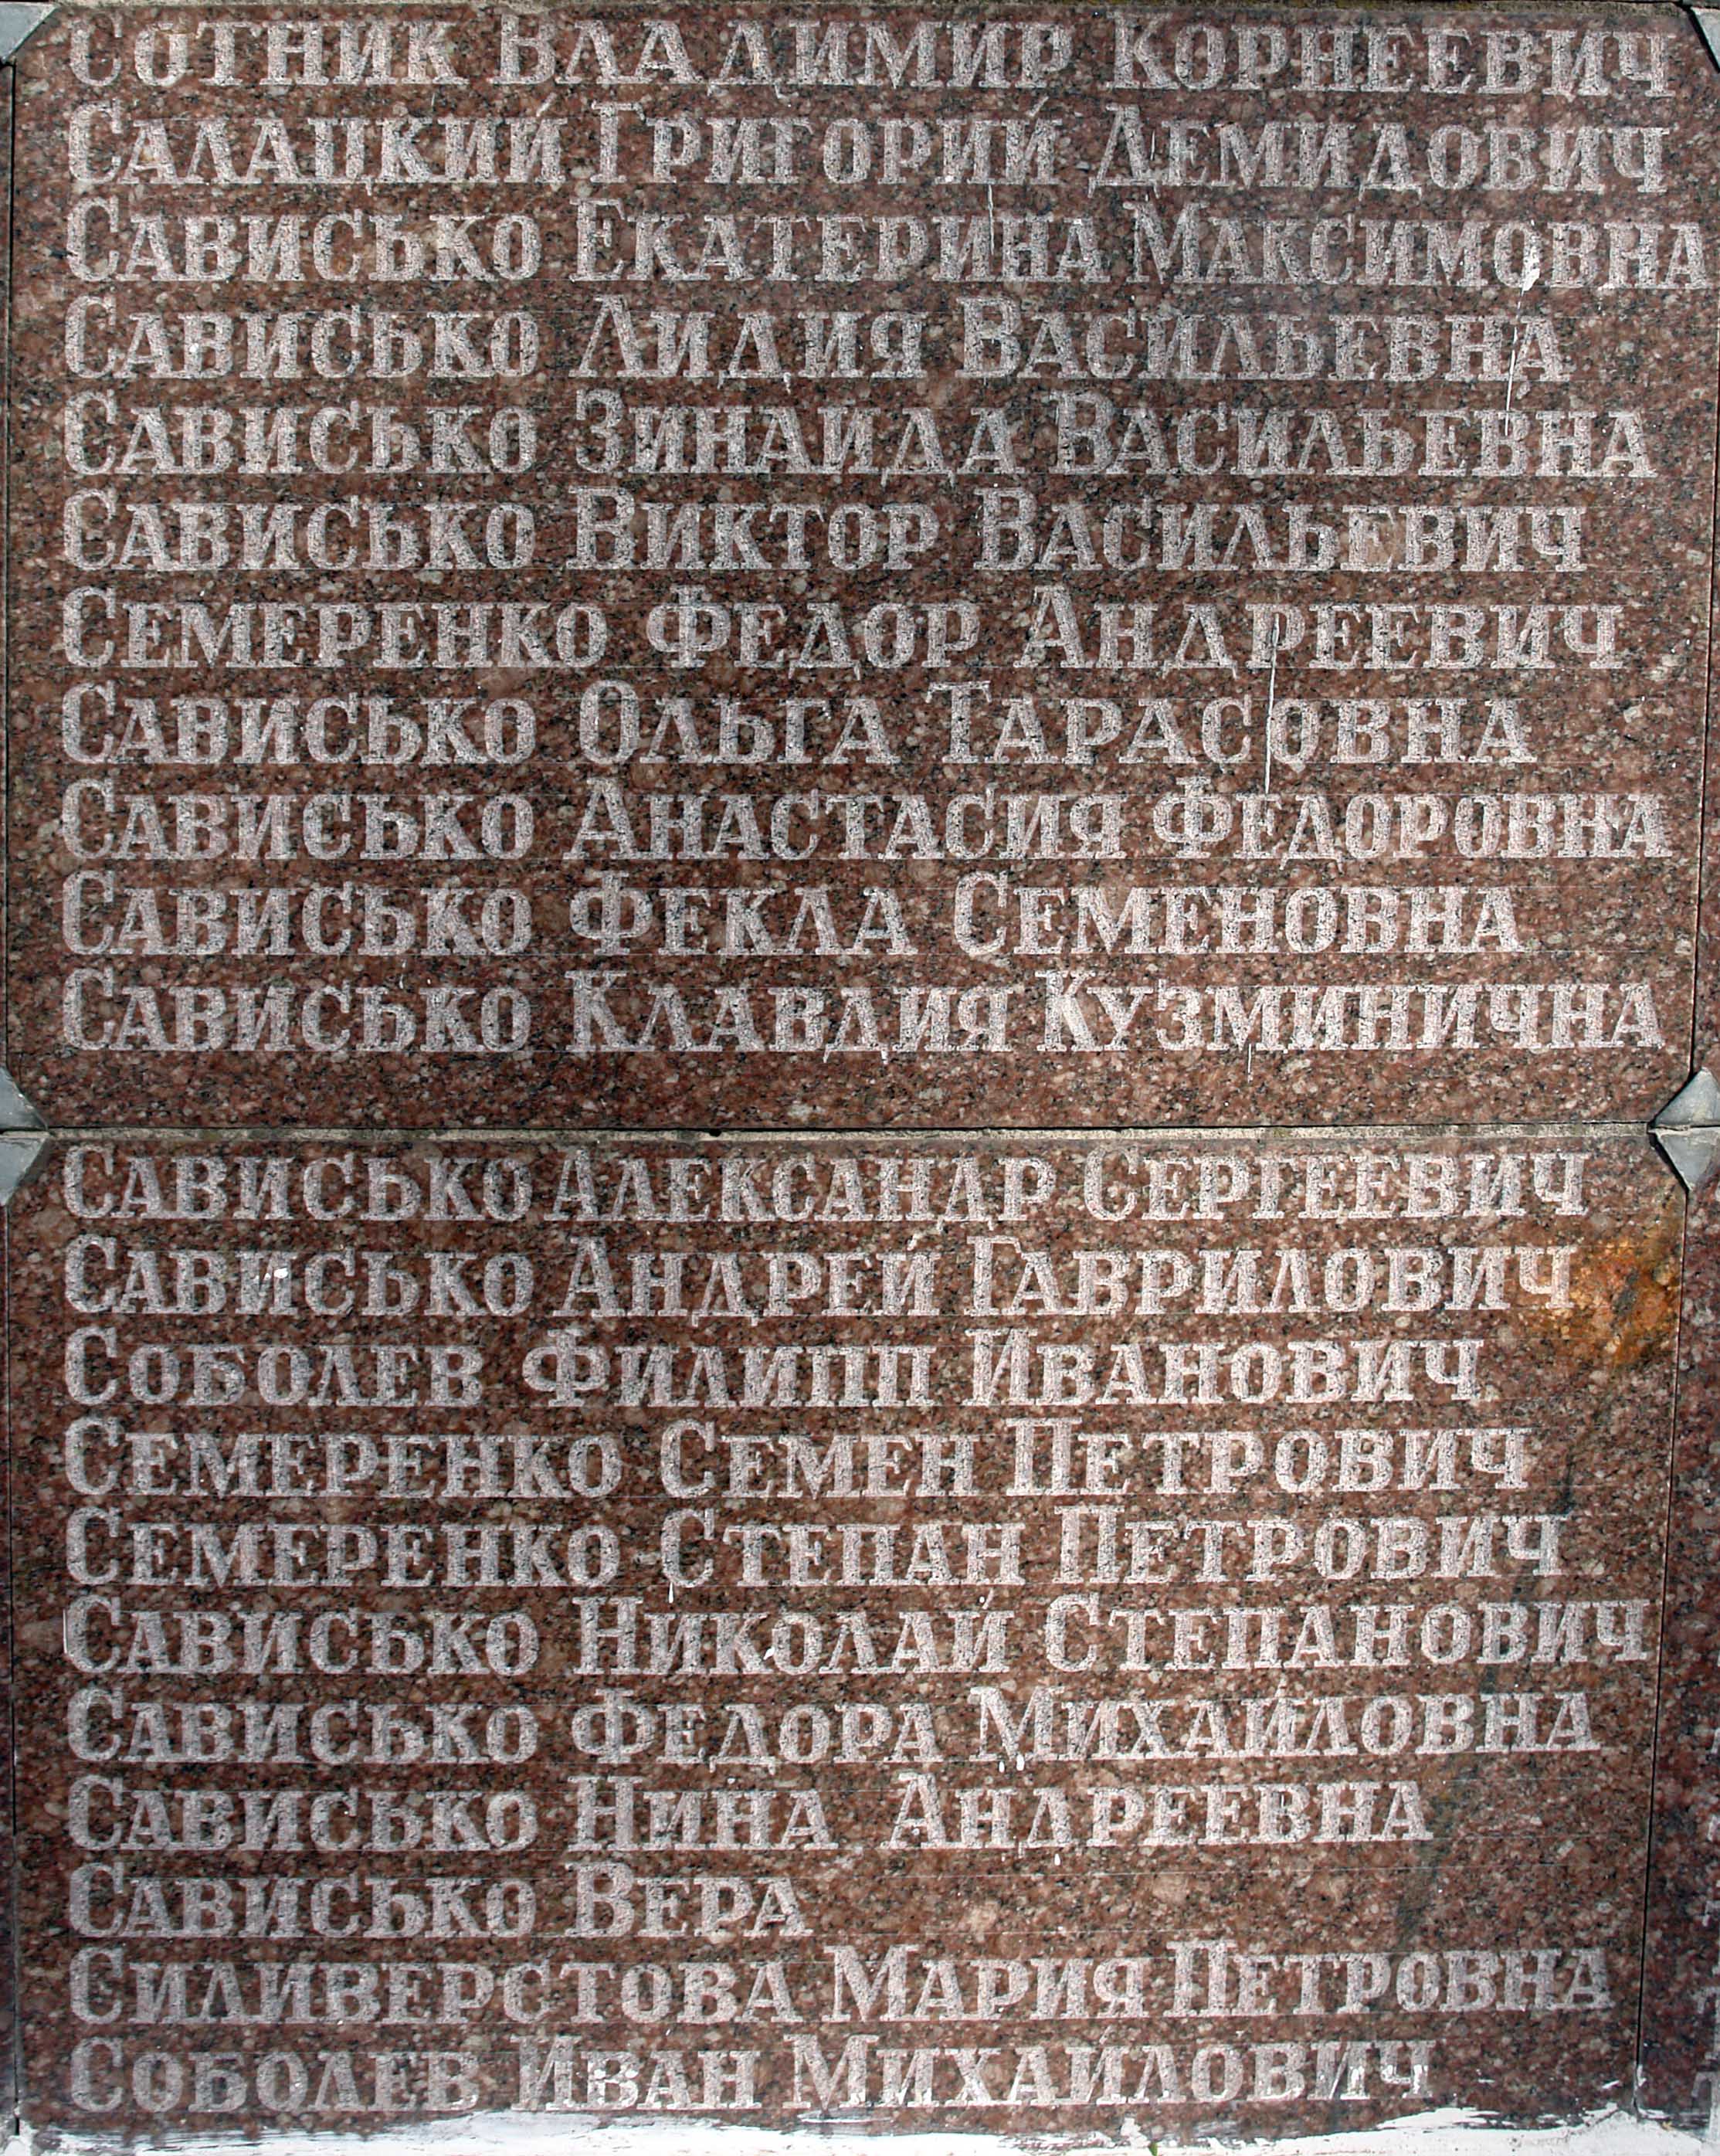 Сотник Владимир Корнеевич
Салацкий Григорий Демидович
Сависько Екатерина Максимовна
Сависько Лидия Васильевна
Сависько Зинаида Васильевна
Сависько Виктор Васильевич
Семеренко Федор Андреевич
Сависько Ольга Тарасовна
Сависько Анастасия Федоровна
Сависько Фекла Семеновна
Сависько Клавдия Кузминична
Сависько Александр Сергеевич
Сависько Андрей Гаврилович
Соболев Филипп Иванович
Семеренко Семен Петрович
Семеренко Степан Петрович
Сависько Николай Степанович
Сависько Федора Михайловна
Сависько Нина Андреевна
Сависько Вера
Силиверстова Мария Петровна
Соболев Иван Михайлович